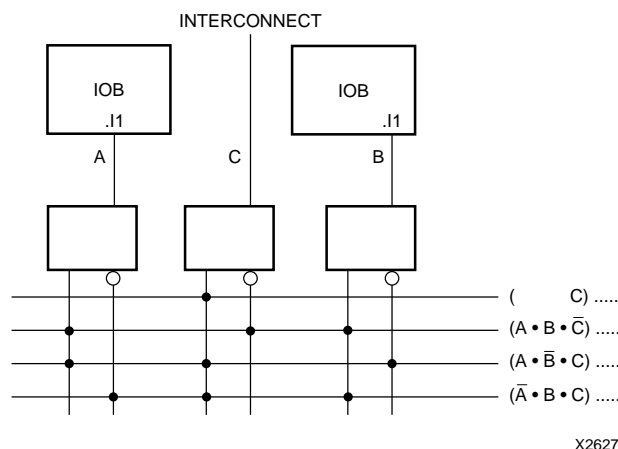 INTERCONNECT
IOB
.I1
IOB
.I1
A
C
B
( C) .....
(A • B • C̅) .....
(A • B̅ • C) .....
(A̅ • B • C) .....
X2627